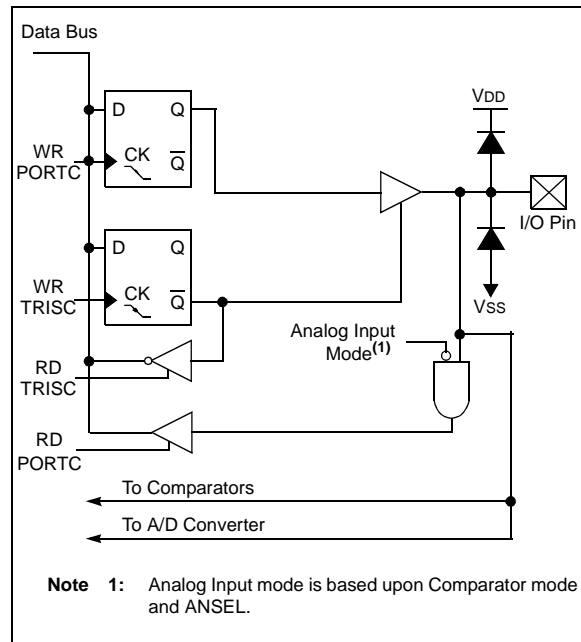 Data Bus
D Q
VDD
WR
PORTC
CK Q̅
I/O Pin
D Q
WR
TRISC
CK Q̅
VSS
Analog Input
Mode(1)
RD
TRISC
RD
PORTC
To Comparators
To A/D Converter
Note 1: Analog Input mode is based upon Comparator mode
and ANSEL.